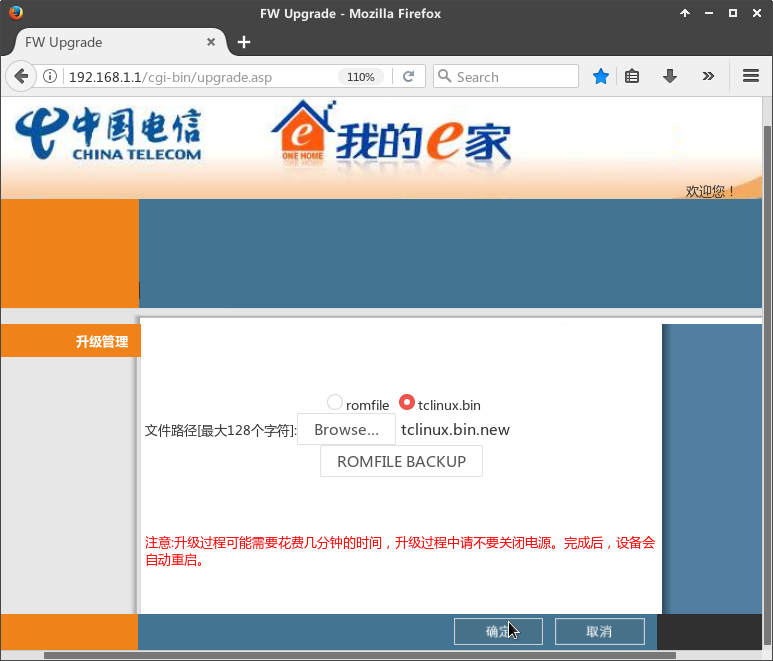 FW Upgrade - Mozilla Firefox
FW Upgrade
192.168.1.1/cgi-bin/upgrade.asp
110%
Search
中国电信
CHINA TELECOM
ONE HOME
我的e家
欢迎您！
升级管理
romfile tclinux.bin
文件路径[最大128个字符]: Browse... tclinux.bin.new
ROMFILE BACKUP
注意:升级过程可能需要花费几分钟的时间，升级过程中请不要关闭电源。完成后，设备会
自动重启。
确定 取消